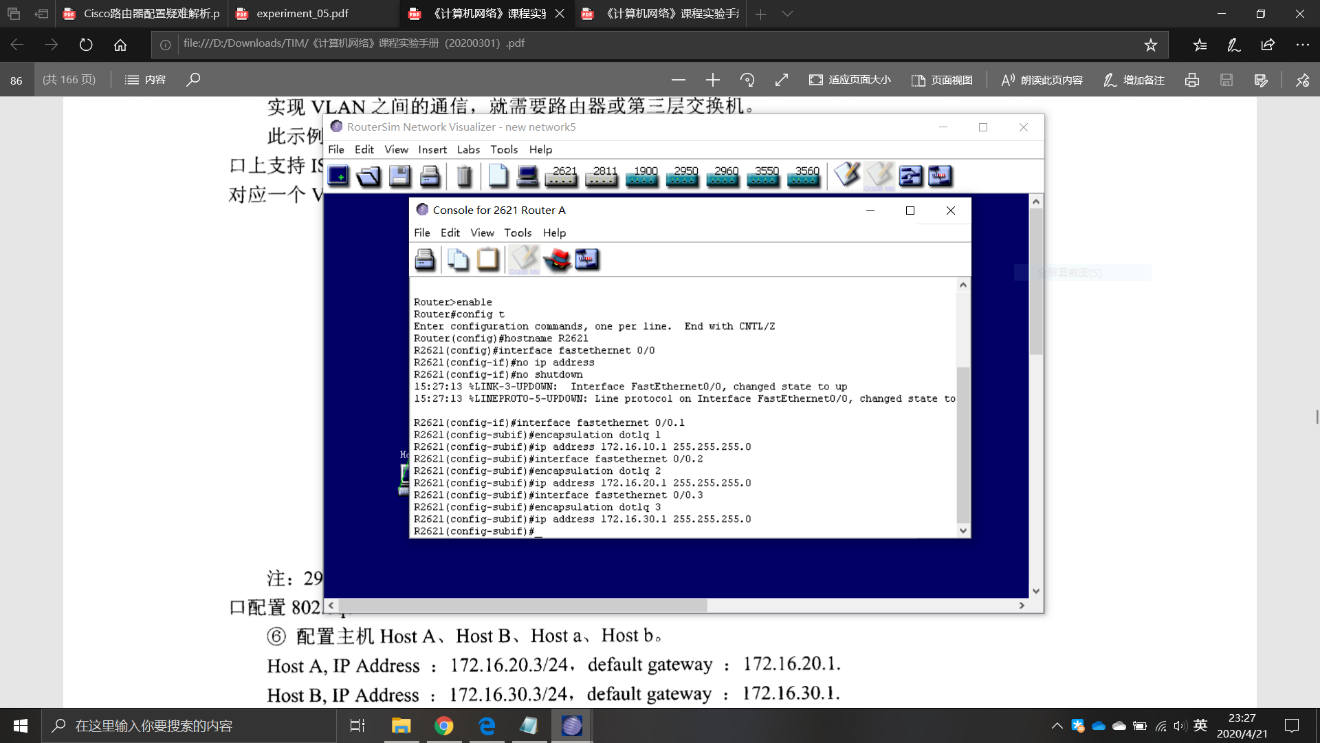 Cisco路由器配置疑难解析.p
experiment_05.pdf
《计算机网络》课程实
《计算机网络》课程实验手
file:///D:/Downloads/TIM/《计算机网络》课程实验手册（20200301）.pdf
86 (共 166 页) 内容 适应页面大小 页面视图 朗读此页内容 增加备注
实现 VLAN 之间的通信，就需要路由器或第三层交换机。
此示例
口上支持 IS
对应一个 V
RouterSim Network Visualizer - new network5
File Edit View Insert Labs Tools Help
2621 2811 1900 2950 2960 3550 3560
Console for 2621 Router A
File Edit View Tools Help
Router>enable
Router#config t
Enter configuration commands, one per line.  End with CNTL/Z
Router(config)#hostname R2621
R2621(config)#interface fastethernet 0/0
R2621(config-if)#no ip address
R2621(config-if)#no shutdown
15:27:13 %LINK-3-UPDOWN:  Interface FastEthernet0/0, changed state to up
15:27:13 %LINEPROTO-5-UPDOWN: Line protocol on Interface FastEthernet0/0, changed state to
R2621(config-if)#interface fastethernet 0/0.1
R2621(config-subif)#encapsulation dot1q 1
R2621(config-subif)#ip address 172.16.10.1 255.255.255.0
R2621(config-subif)#interface fastethernet 0/0.2
R2621(config-subif)#encapsulation dot1q 2
R2621(config-subif)#ip address 172.16.20.1 255.255.255.0
R2621(config-subif)#interface fastethernet 0/0.3
R2621(config-subif)#encapsulation dot1q 3
R2621(config-subif)#ip address 172.16.30.1 255.255.255.0
R2621(config-subif)#_
Ho
注：29
口配置 802.
⑥ 配置主机 Host A、Host B、Host a、Host b。
Host A, IP Address ：172.16.20.3/24，default gateway ：172.16.20.1.
Host B, IP Address ：172.16.30.3/24，default gateway ：172.16.30.1.
在这里输入你要搜索的内容
英
23:27
2020/4/21